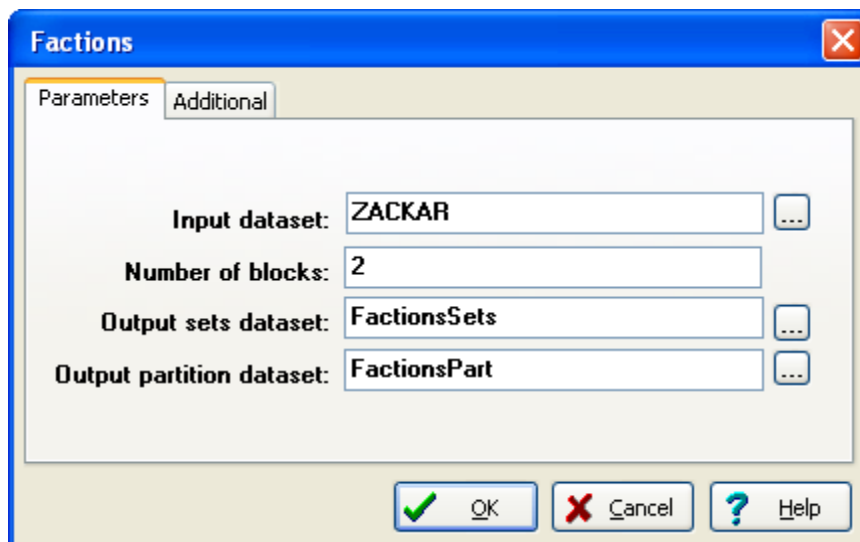 Factions
Parameters Additional
Input dataset: ZACKAR ...
Number of blocks: 2
Output sets dataset: FactionsSets ...
Output partition dataset: FactionsPart ...
OK Cancel Help